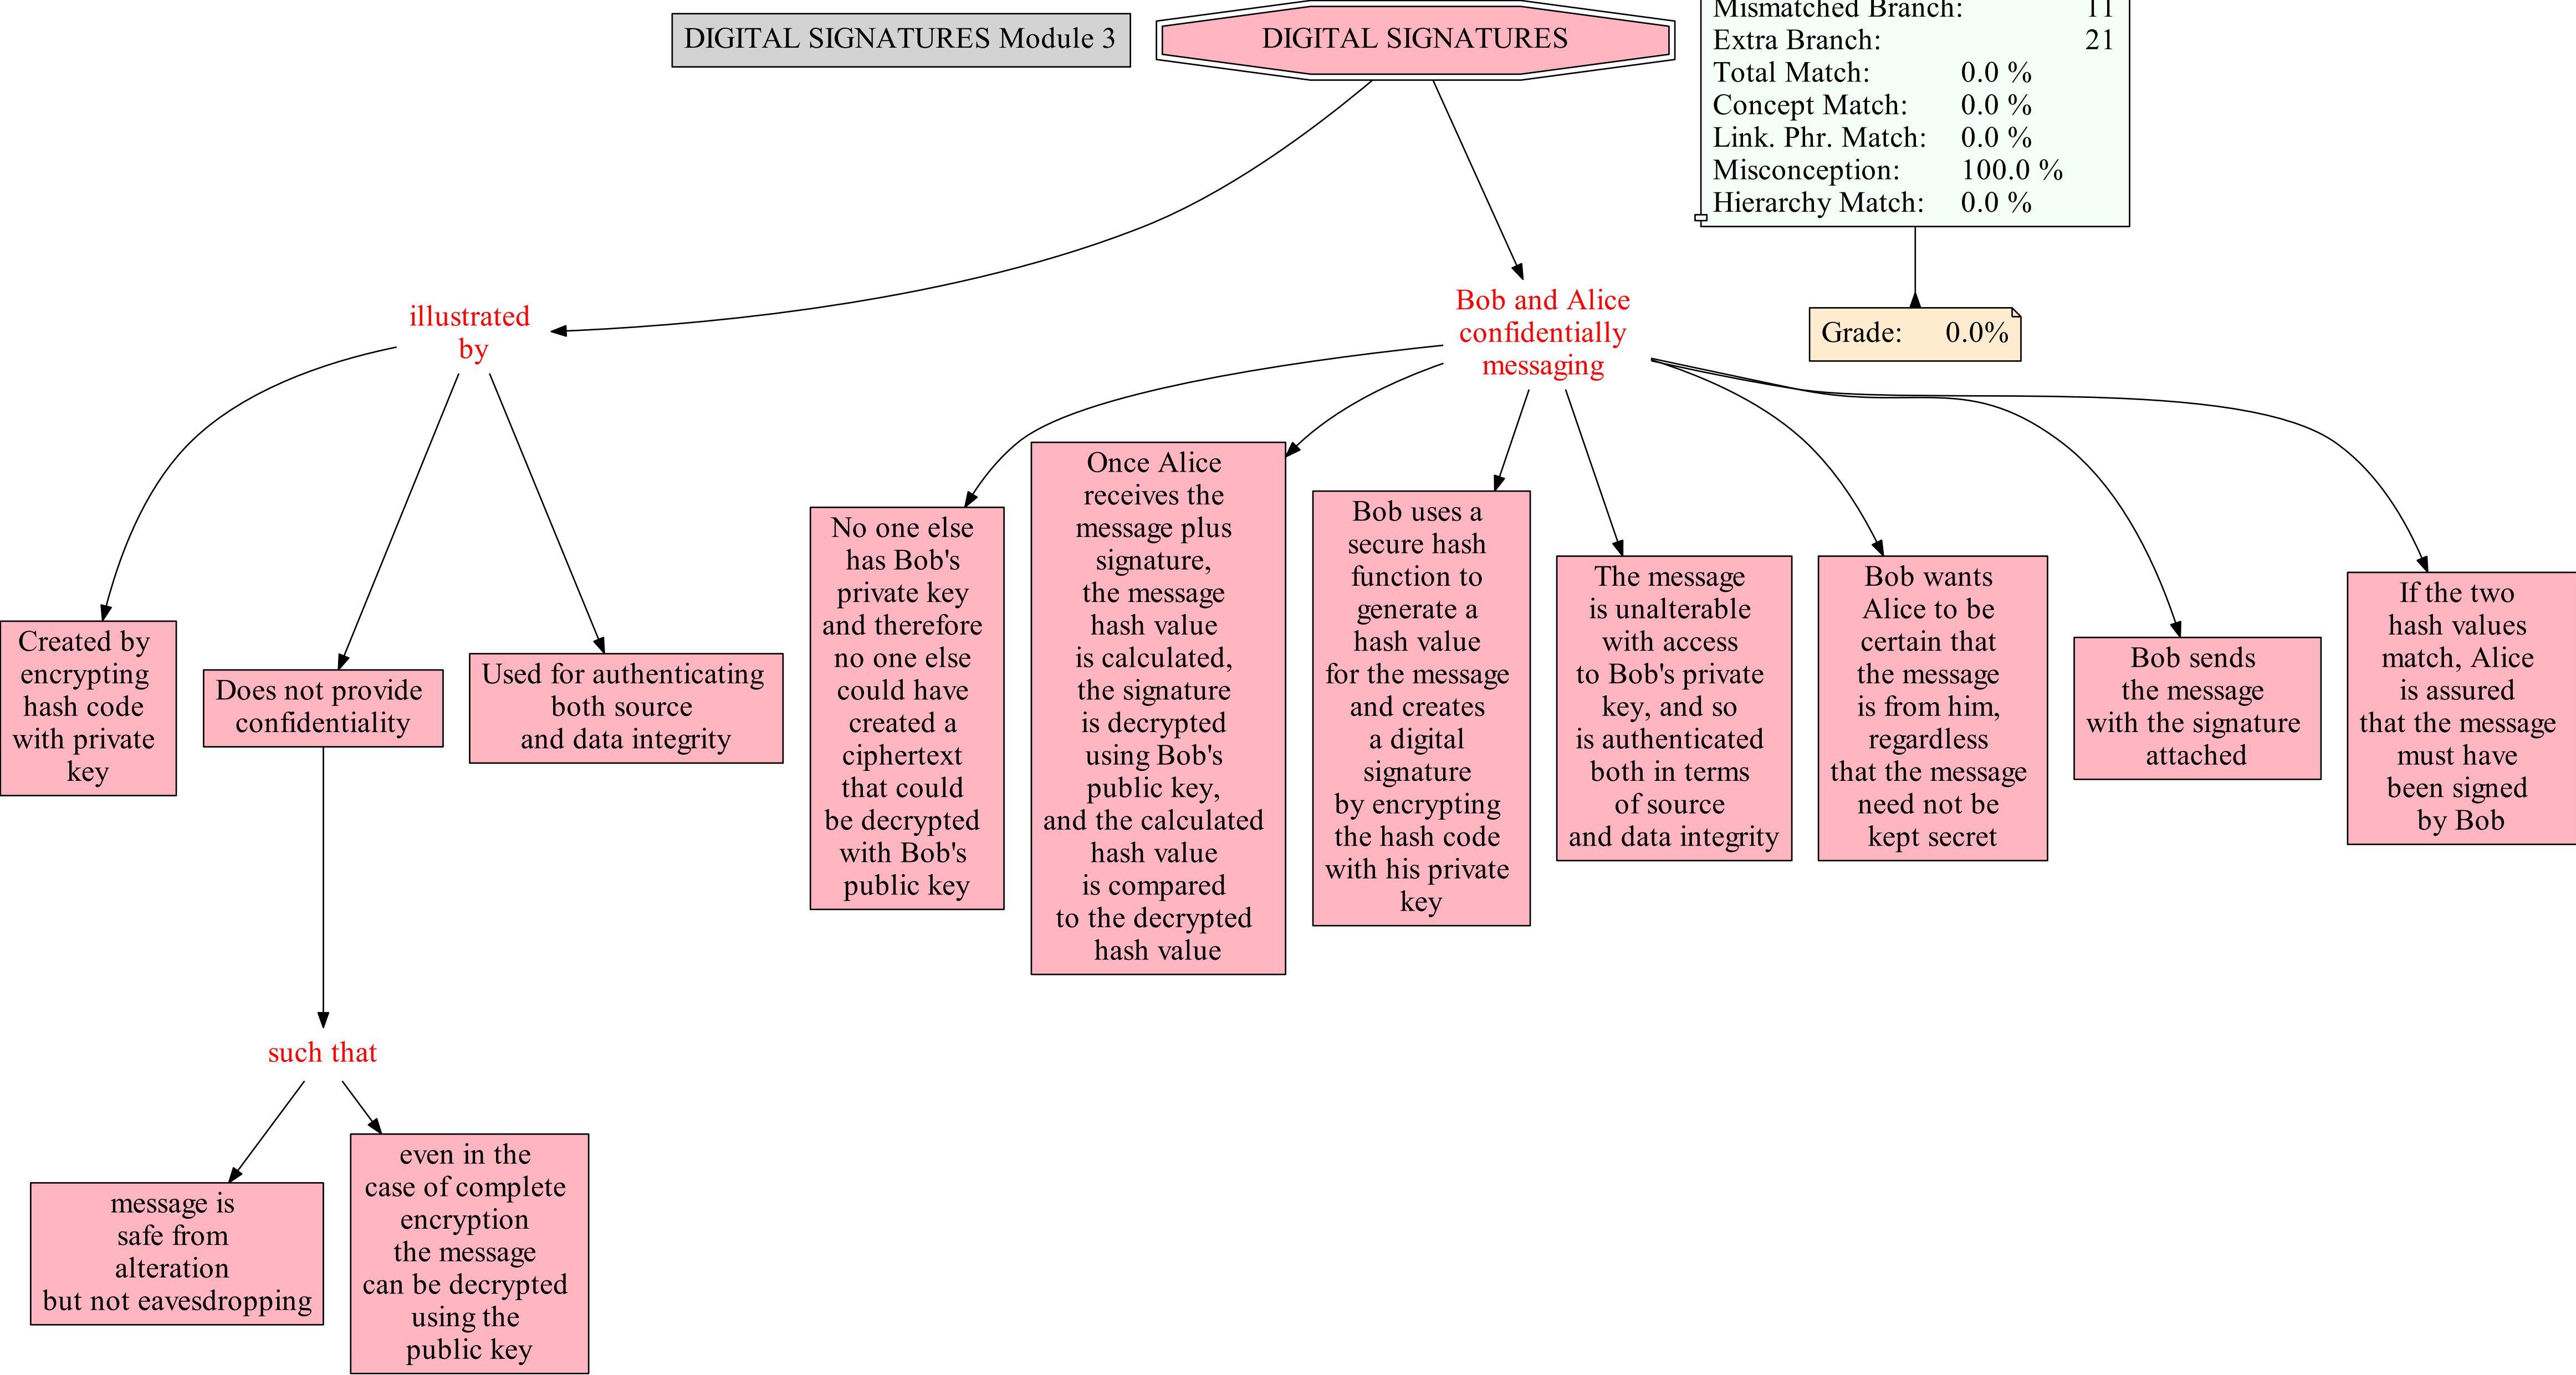 DIGITAL SIGNATURES Module 3
DIGITAL SIGNATURES
Mismatched Branch: 11
Extra Branch: 21
Total Match: 0.0 %
Concept Match: 0.0 %
Link. Phr. Match: 0.0 %
Misconception: 100.0 %
Hierarchy Match: 0.0 %
Grade: 0.0%
illustrated
by
Bob and Alice
confidentially
messaging
Created by
encrypting
hash code
with private
key
Does not provide
confidentiality
Used for authenticating
both source
and data integrity
No one else
has Bob's
private key
and therefore
no one else
could have
created a
ciphertext
that could
be decrypted
with Bob's
public key
Once Alice
receives the
message plus
signature,
the message
hash value
is calculated,
the signature
is decrypted
using Bob's
public key,
and the calculated
hash value
is compared
to the decrypted
hash value
Bob uses a
secure hash
function to
generate a
hash value
for the message
and creates
a digital
signature
by encrypting
the hash code
with his private
key
The message
is unalterable
with access
to Bob's private
key, and so
is authenticated
both in terms
of source
and data integrity
Bob wants
Alice to be
certain that
the message
is from him,
regardless
that the message
need not be
kept secret
Bob sends
the message
with the signature
attached
If the two
hash values
match, Alice
is assured
that the message
must have
been signed
by Bob
such that
message is
safe from
alteration
but not eavesdropping
even in the
case of complete
encryption
the message
can be decrypted
using the
public key